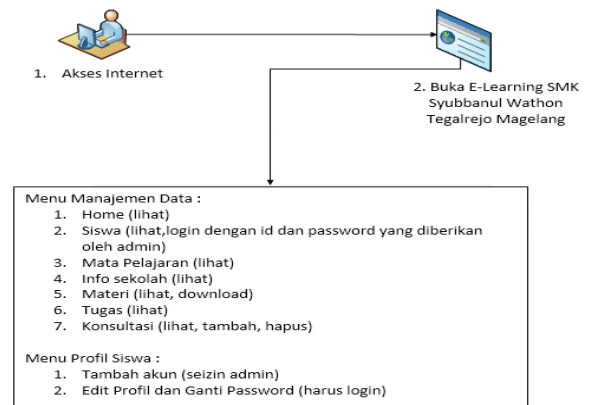 1. Akses Internet
2. Buka E-Learning SMK
Syubbanul Wathon
Tegalrejo Magelang
Menu Manajemen Data :
1. Home (lihat)
2. Siswa (lihat,login dengan id dan password yang diberikan
oleh admin)
3. Mata Pelajaran (lihat)
4. Info sekolah (lihat)
5. Materi (lihat, download)
6. Tugas (lihat)
7. Konsultasi (lihat, tambah, hapus)
Menu Profil Siswa :
1. Tambah akun (seizin admin)
2. Edit Profil dan Ganti Password (harus login)